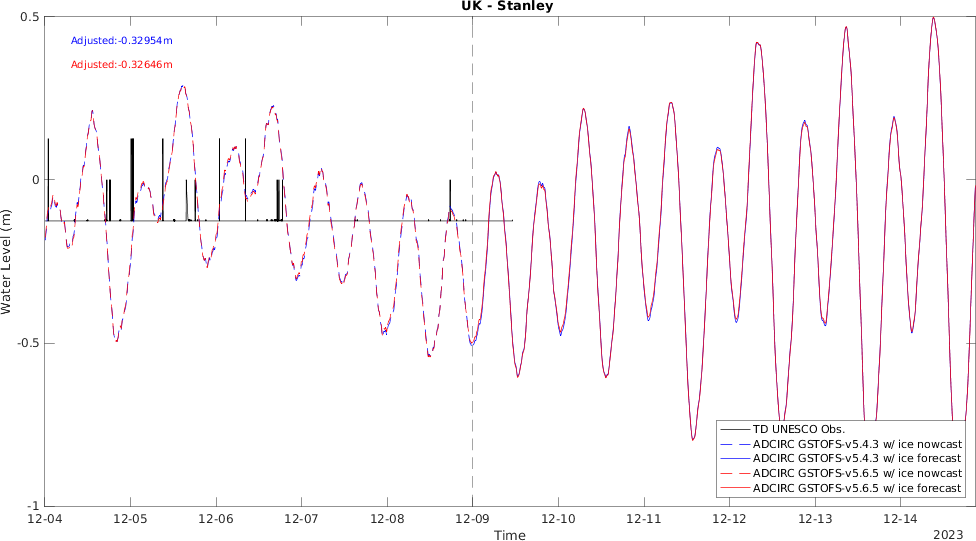 UK - Stanley
Adjusted:-0.32954m
Adjusted:-0.32646m
0.5
0
-0.5
-1
Water Level (m)
TD UNESCO Obs.
ADCIRC GSTOFS-v5.4.3 w/ ice nowcast
ADCIRC GSTOFS-v5.4.3 w/ ice forecast
ADCIRC GSTOFS-v5.6.5 w/ ice nowcast
ADCIRC GSTOFS-v5.6.5 w/ ice forecast
12-04 12-05 12-06 12-07 12-08 12-09 12-10 12-11 12-12 12-13 12-14
Time
2023